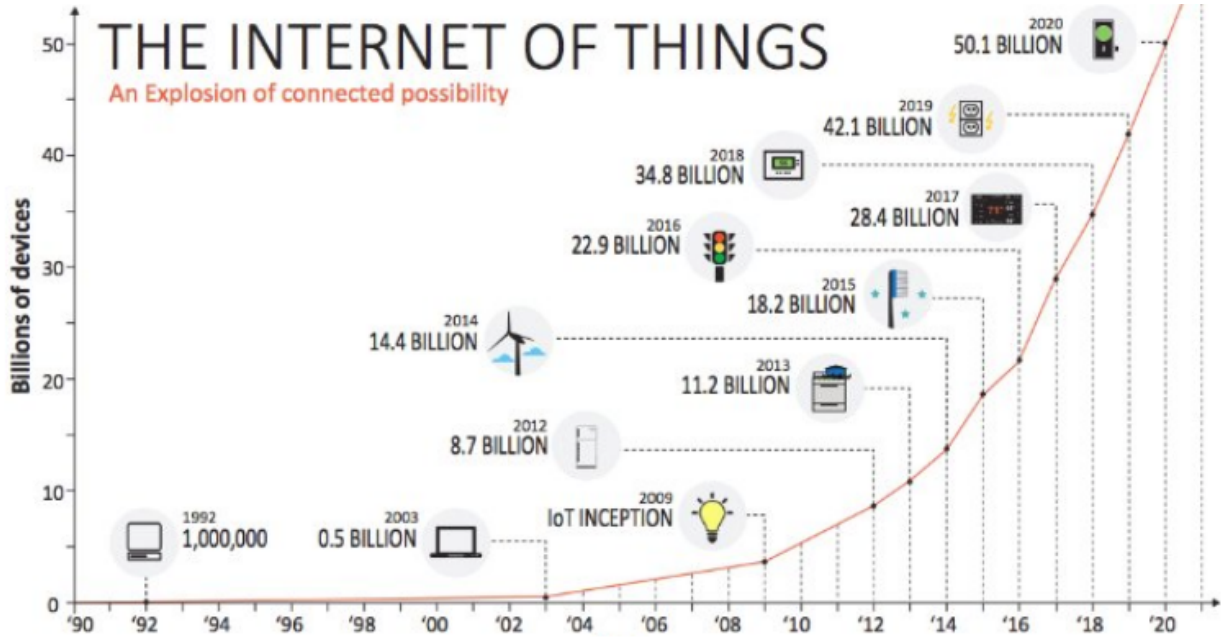 THE INTERNET OF THINGS
An Explosion of connected possibility
Billions of devices
50
40
30
20
10
0
2020
50.1 BILLION
2019
42.1 BILLION
2018
34.8 BILLION
2017
28.4 BILLION
2016
22.9 BILLION
2015
18.2 BILLION
2014
14.4 BILLION
2013
11.2 BILLION
2012
8.7 BILLION
2009
IoT INCEPTION
2003
0.5 BILLION
1992
1,000,000
'90 '92 '94 '96 '98 '00 '02 '04 '06 '08 '10 '12 '14 '16 '18 '20